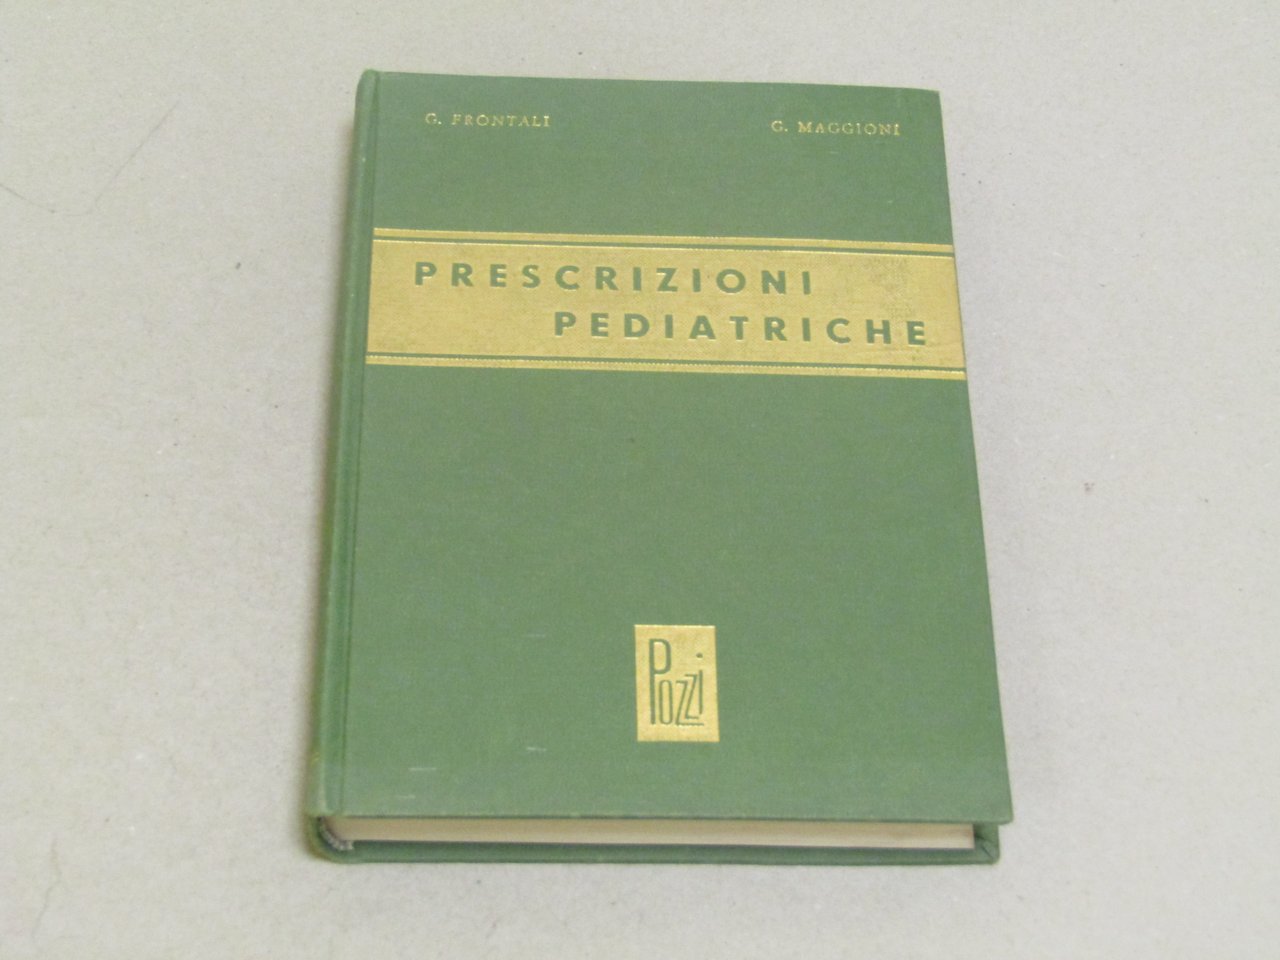 G. FRONTALI G. MAGGIONI
PRESCRIZIONI
PEDIATRICHE
POZZI